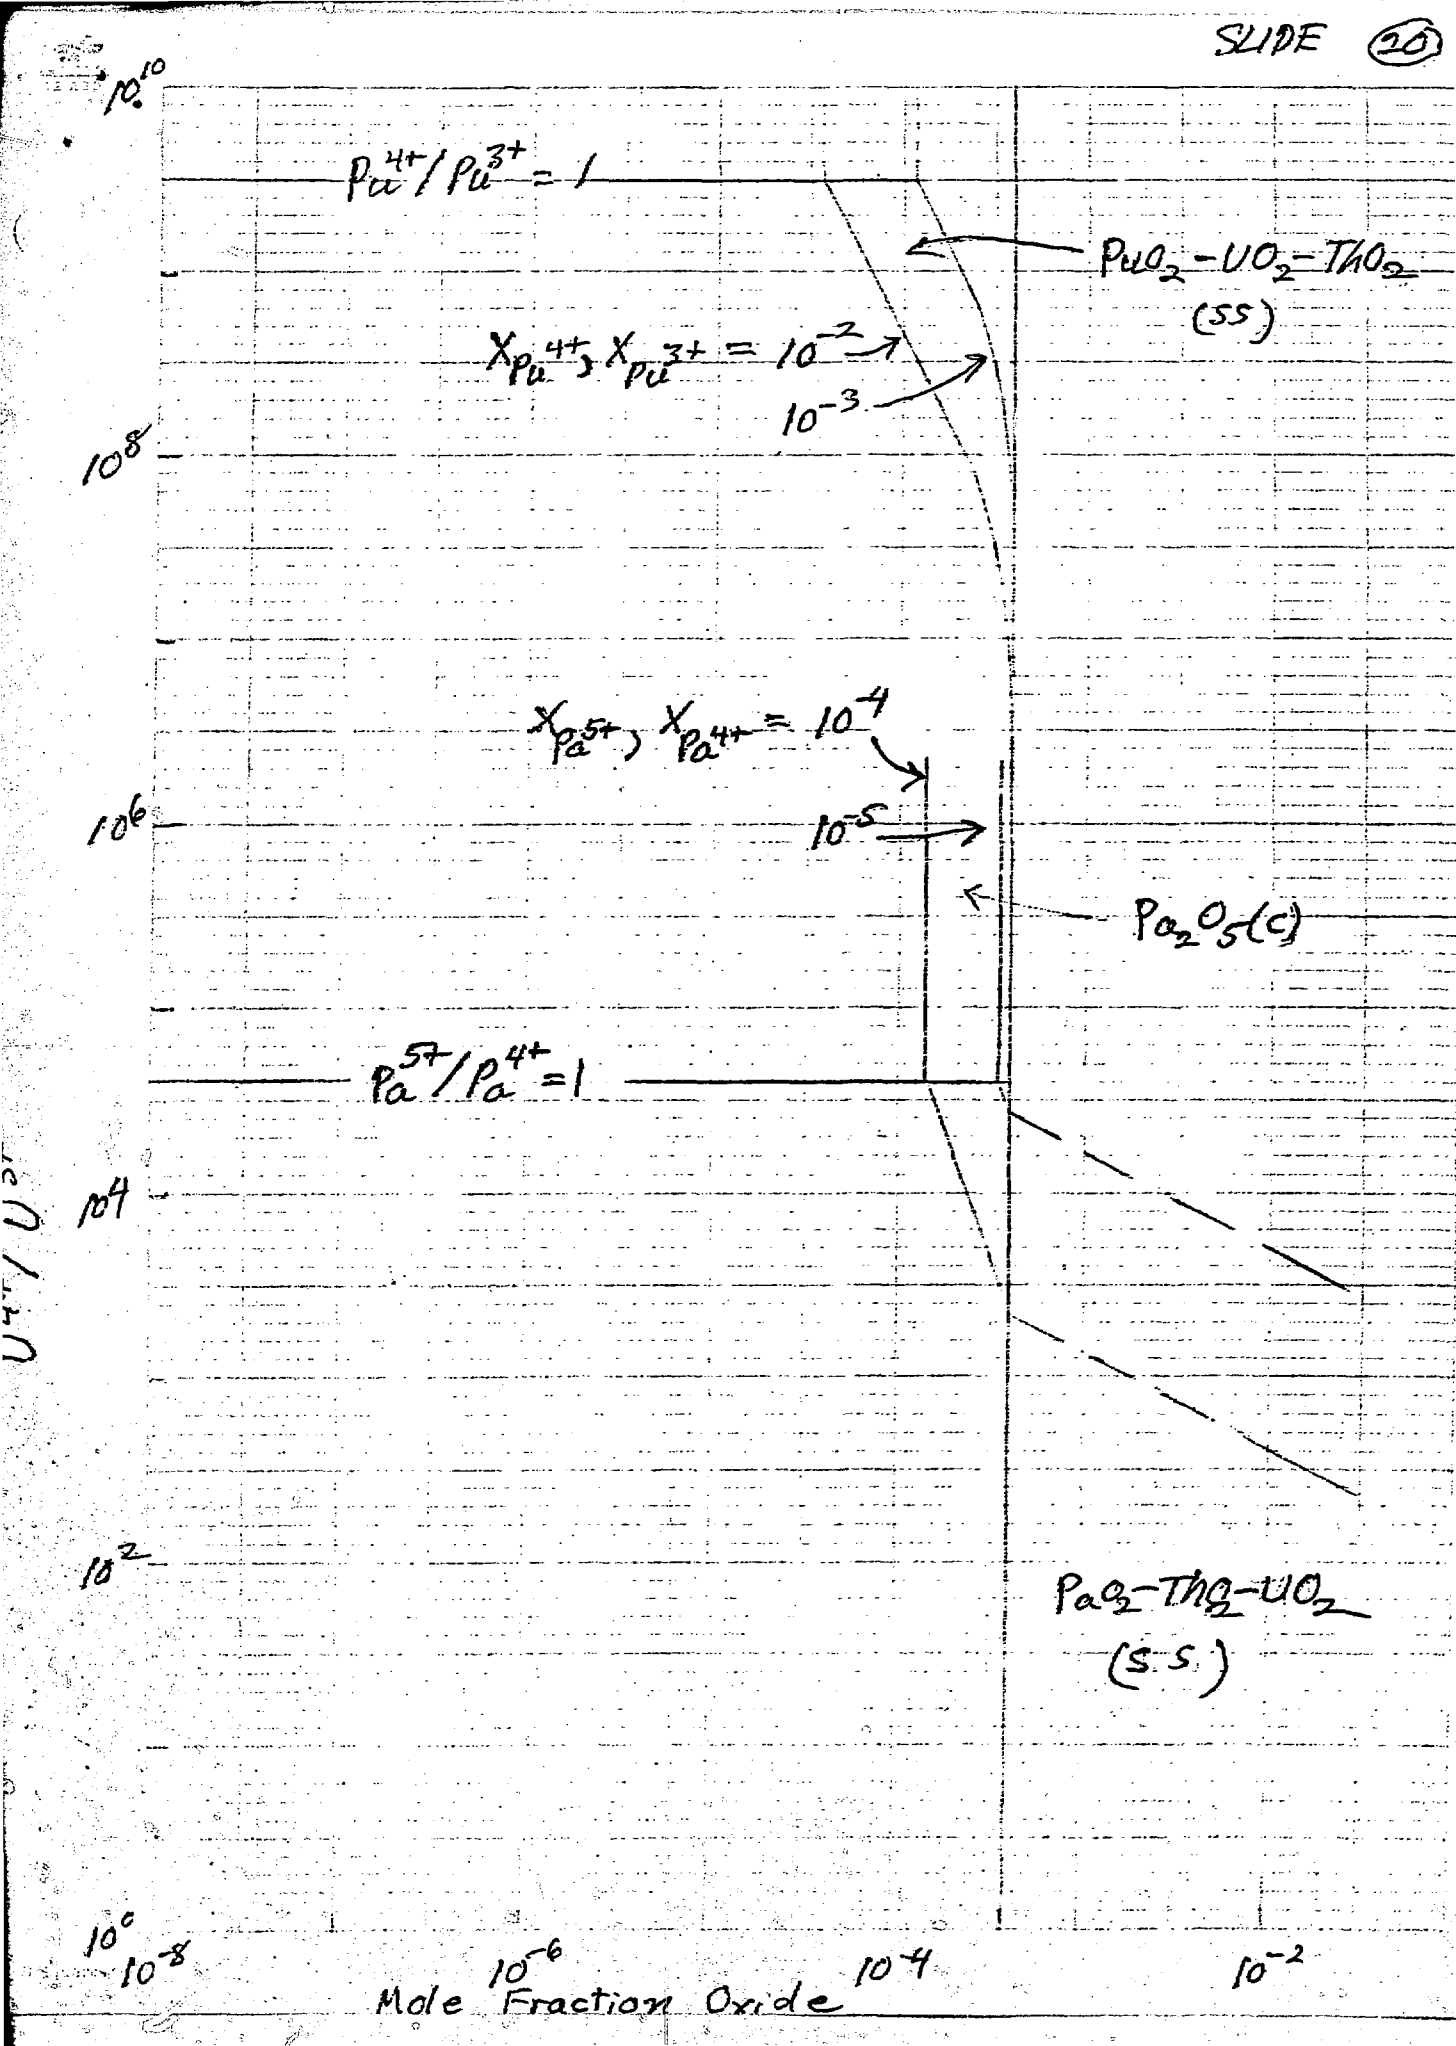 SLIDE 20
10^10
Pu^4+/Pu^3+ = 1
PuO₂-UO₂-ThO₂
(SS)
X_Pu^4+, X_Pu^3+ = 10^-2
10^-3
10^8
X_Pa^5+, X_Pa^4+ = 10^-4
10^6
10^-5
Pa₂O₅(c)
Pa^5+/Pa^4+ = 1
10^4
U^4+/U^3+
10^2
PaO₂-ThO₂-UO₂
(S.S.)
10^0
10^-8 10^-6 10^-4 10^-2
Mole Fraction Oxide